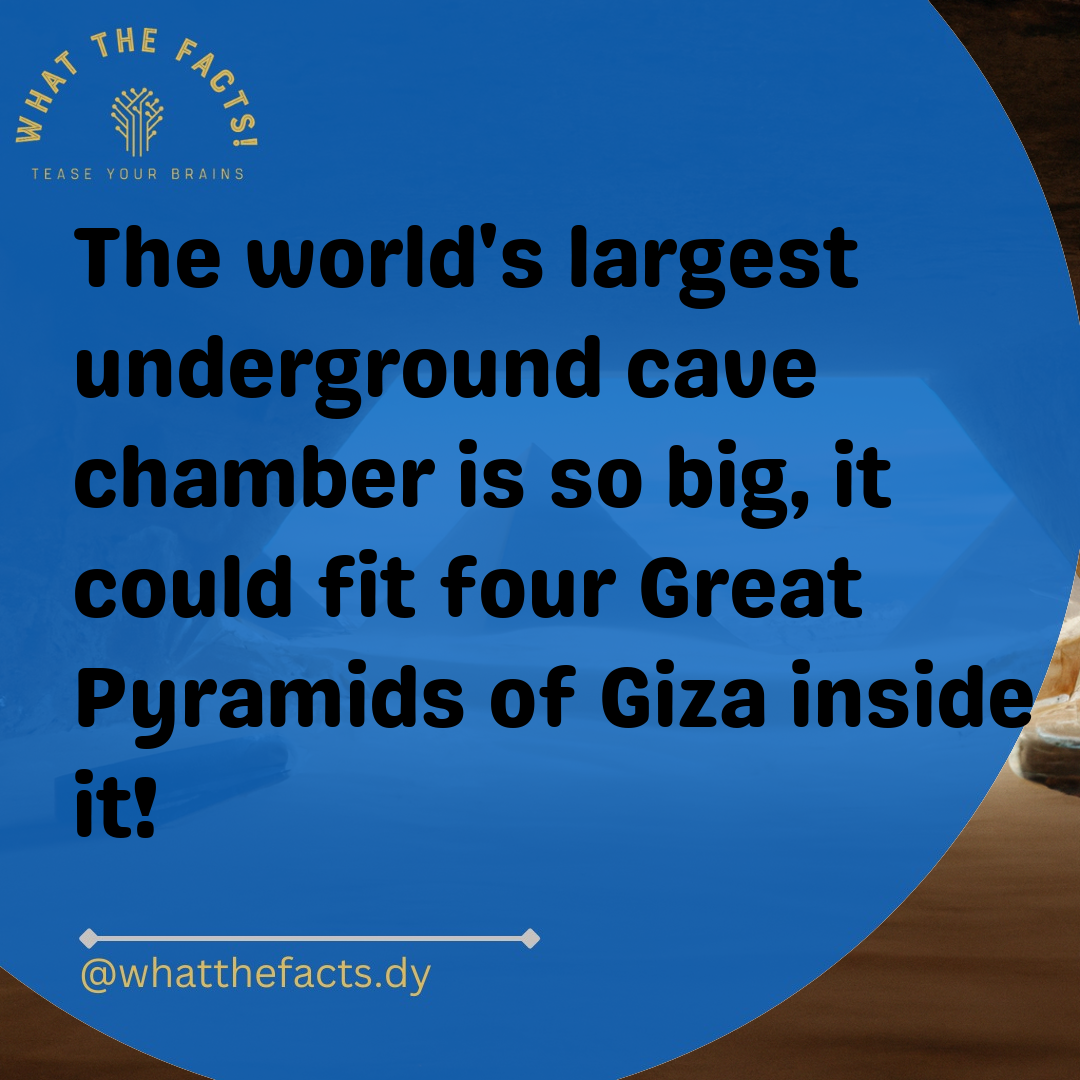 WHAT THE FACTS!
TEASE YOUR BRAINS
The world's largest
underground cave
chamber is so big, it
could fit four Great
Pyramids of Giza inside
it!
@whatthefacts.dy